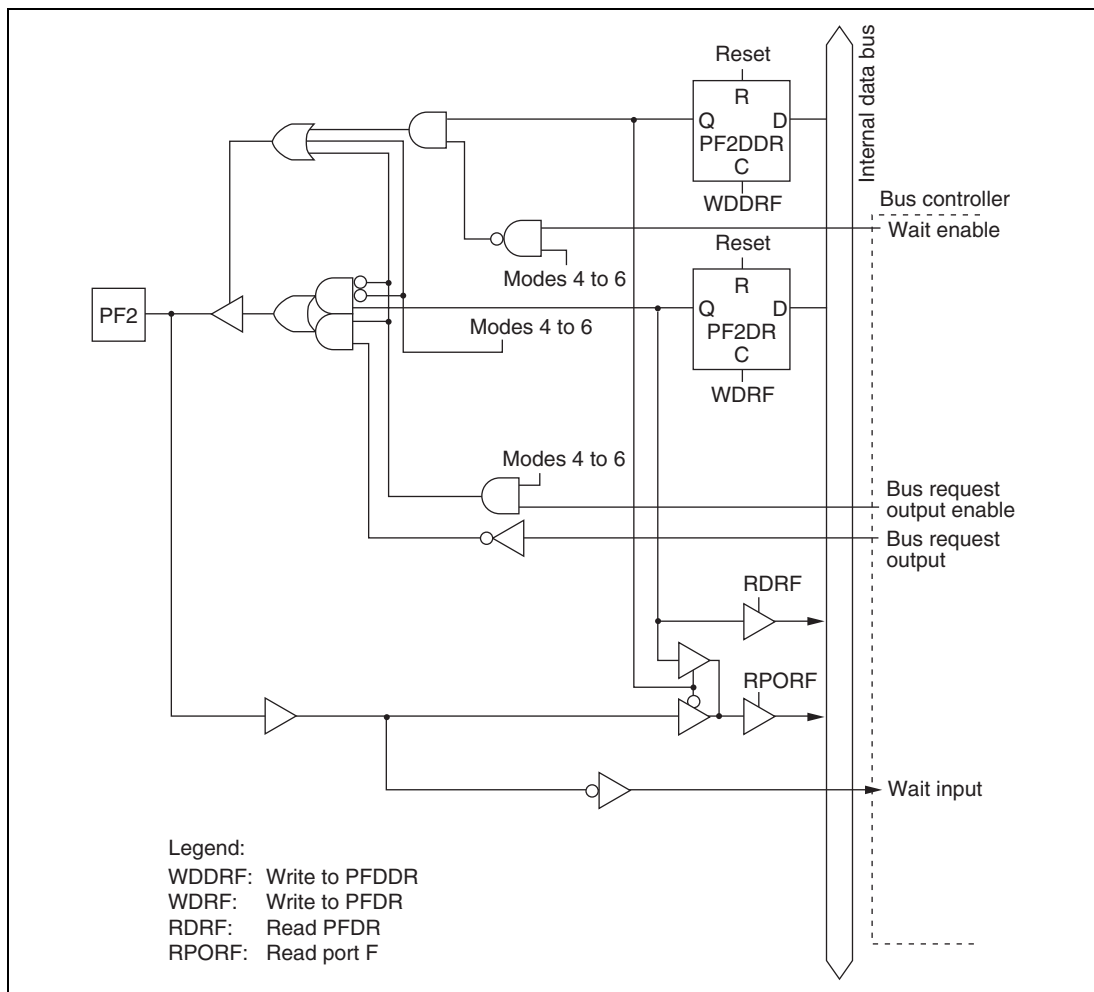 Reset
R
Q D
PF2DDR
C
WDDRF
Internal data bus
Bus controller
Wait enable
Modes 4 to 6
Reset
R
Q D
PF2DR
C
WDRF
PF2
Modes 4 to 6
Modes 4 to 6
Bus request
output enable
Bus request
output
RDRF
RPORF
Wait input
Legend:
WDDRF: Write to PFDDR
WDRF: Write to PFDR
RDRF: Read PFDR
RPORF: Read port F